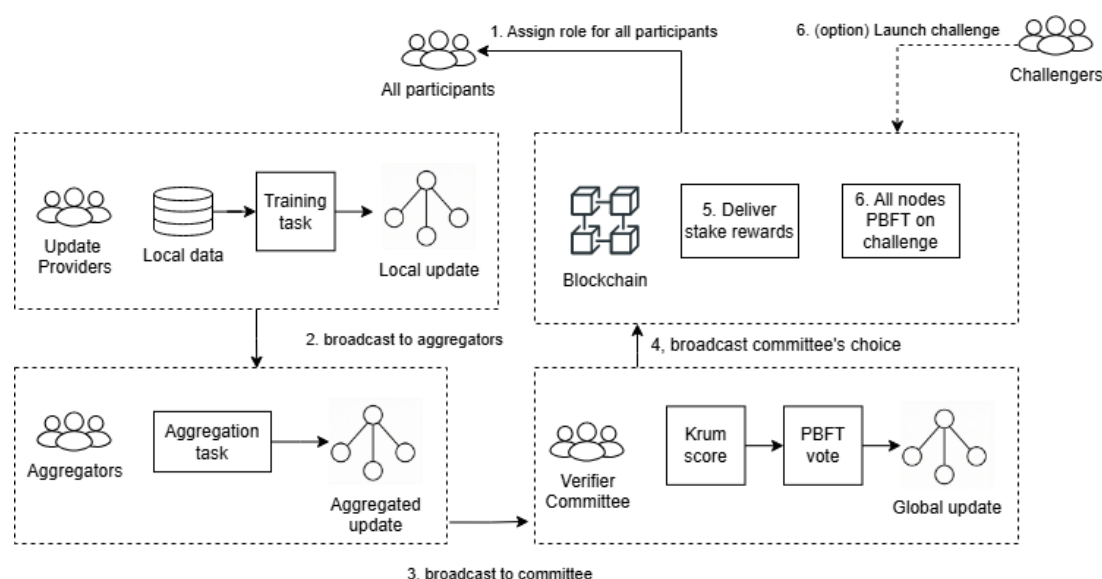 1. Assign role for all participants
6. (option) Launch challenge
All participants
Challengers
Update
Providers
Local data
Training
task
Local update
Blockchain
5. Deliver
stake rewards
6. All nodes
PBFT on
challenge
2. broadcast to aggregators
4, broadcast committee's choice
Aggregators
Aggregation
task
Aggregated
update
Verifier
Committee
Krum
score
PBFT
vote
Global update
3. broadcast to committee